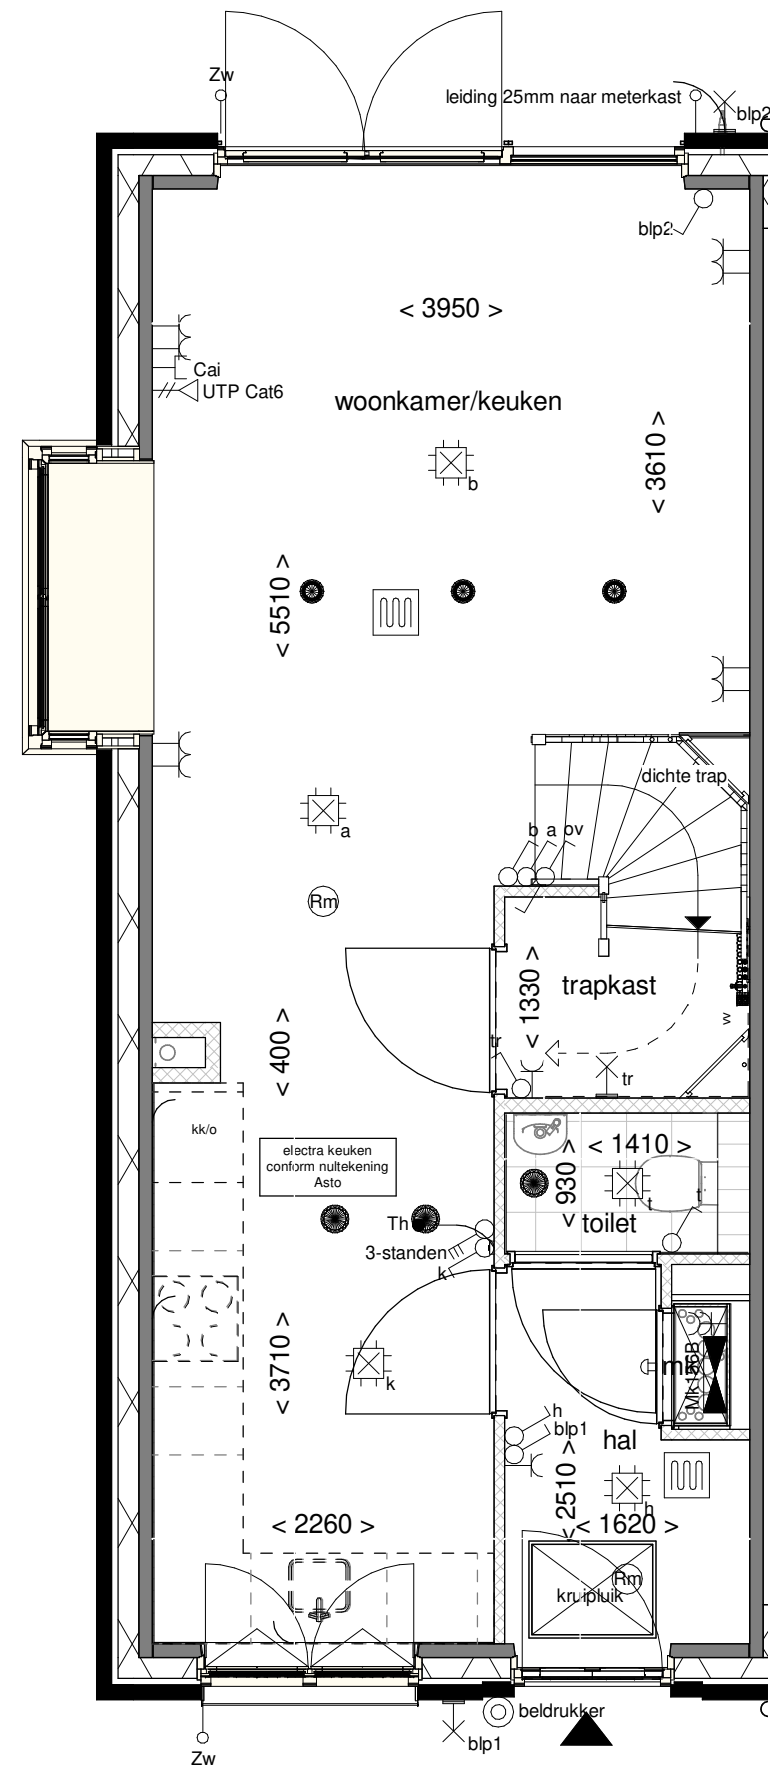 Zw
leiding 25mm naar meterkast
blp2
blp2
< 3950 >
Cai
UTP Cat6
woonkamer/keuken
< 3610 >
b
< 5510 >
dichte trap
b a ov
a
Rm
< 1330 >
trapkast
< 400 >
tr
tr
w
kk/o
electra keuken
conform nultekening
Asto
< 930 >
< 1410 >
t
t
toilet
Th
3-standen
k
< 3710 >
k
mk
h
blp1
hal
< 2510 >
h
< 2260 >
< 1620 >
Rm
kruipluik
beldrukker
blp1
Zw